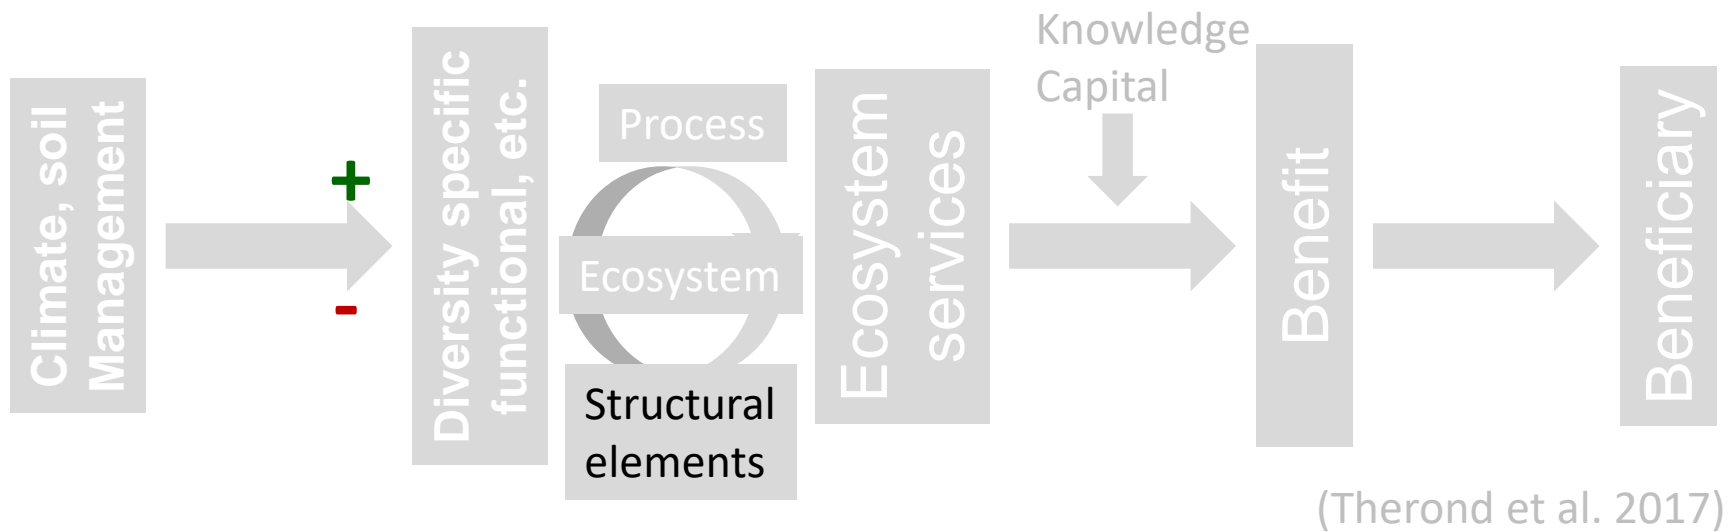 Climate, soil
Management
+
-
Diversity specific
functional, etc.
Process
Ecosystem
Structural
elements
Ecosystem
services
Knowledge
Capital
Benefit
Beneficiary
(Therond et al. 2017)